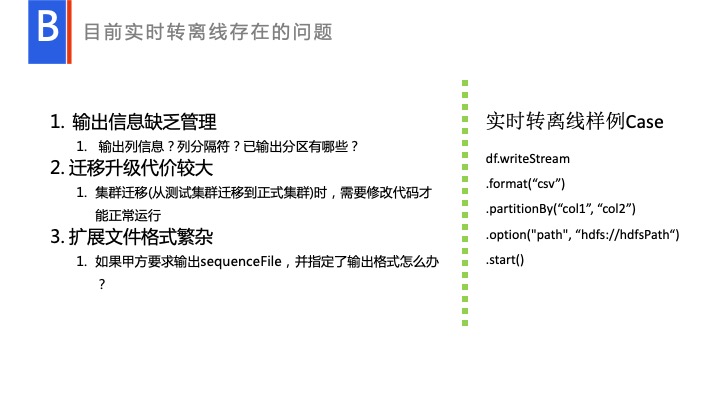 B
目前实时转离线存在的问题
1. 输出信息缺乏管理
1. 输出列信息？列分隔符？已输出分区有哪些？
2. 迁移升级代价较大
1. 集群迁移(从测试集群迁移到正式集群)时，需要修改代码才
能正常运行
3. 扩展文件格式繁杂
1. 如果甲方要求输出sequenceFile，并指定了输出格式怎么办
？
实时转离线样例Case
df.writeStream
.format(“csv”)
.partitionBy(“col1”, “col2”)
.option("path", “hdfs://hdfsPath“)
.start()